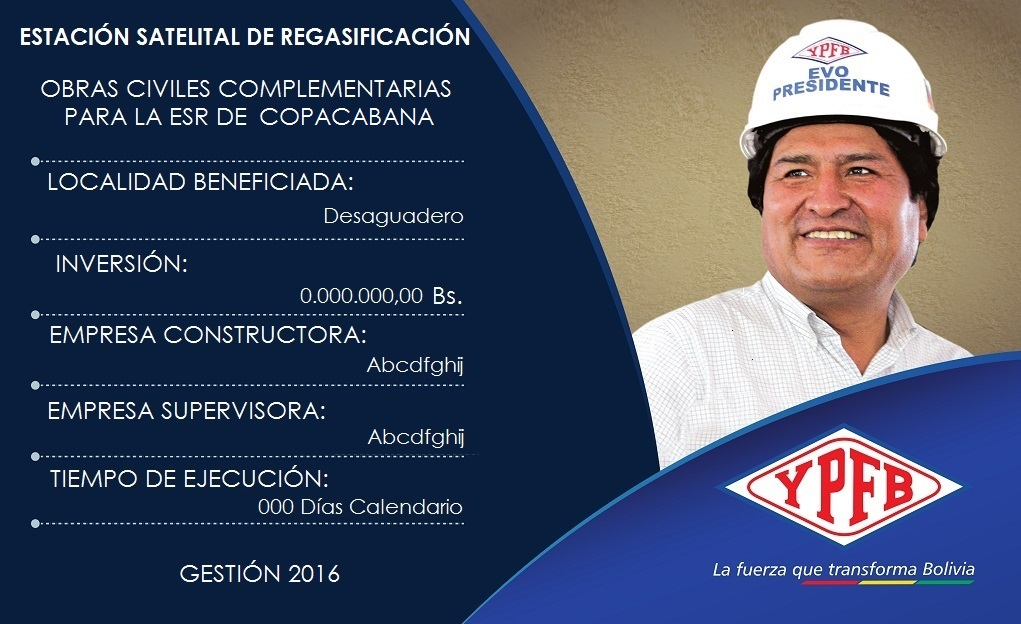 ESTACIÓN SATELITAL DE REGASIFICACIÓN
OBRAS CIVILES COMPLEMENTARIAS
PARA LA ESR DE COPACABANA
LOCALIDAD BENEFICIADA:
Desaguadero
INVERSIÓN:
0.000.000,00 Bs.
EMPRESA CONSTRUCTORA:
Abcdfghij
EMPRESA SUPERVISORA:
Abcdfghij
TIEMPO DE EJECUCIÓN:
000 Días Calendario
GESTIÓN 2016
YPFB
EVO
PRESIDENTE
YPFB
La fuerza que transforma Bolivia